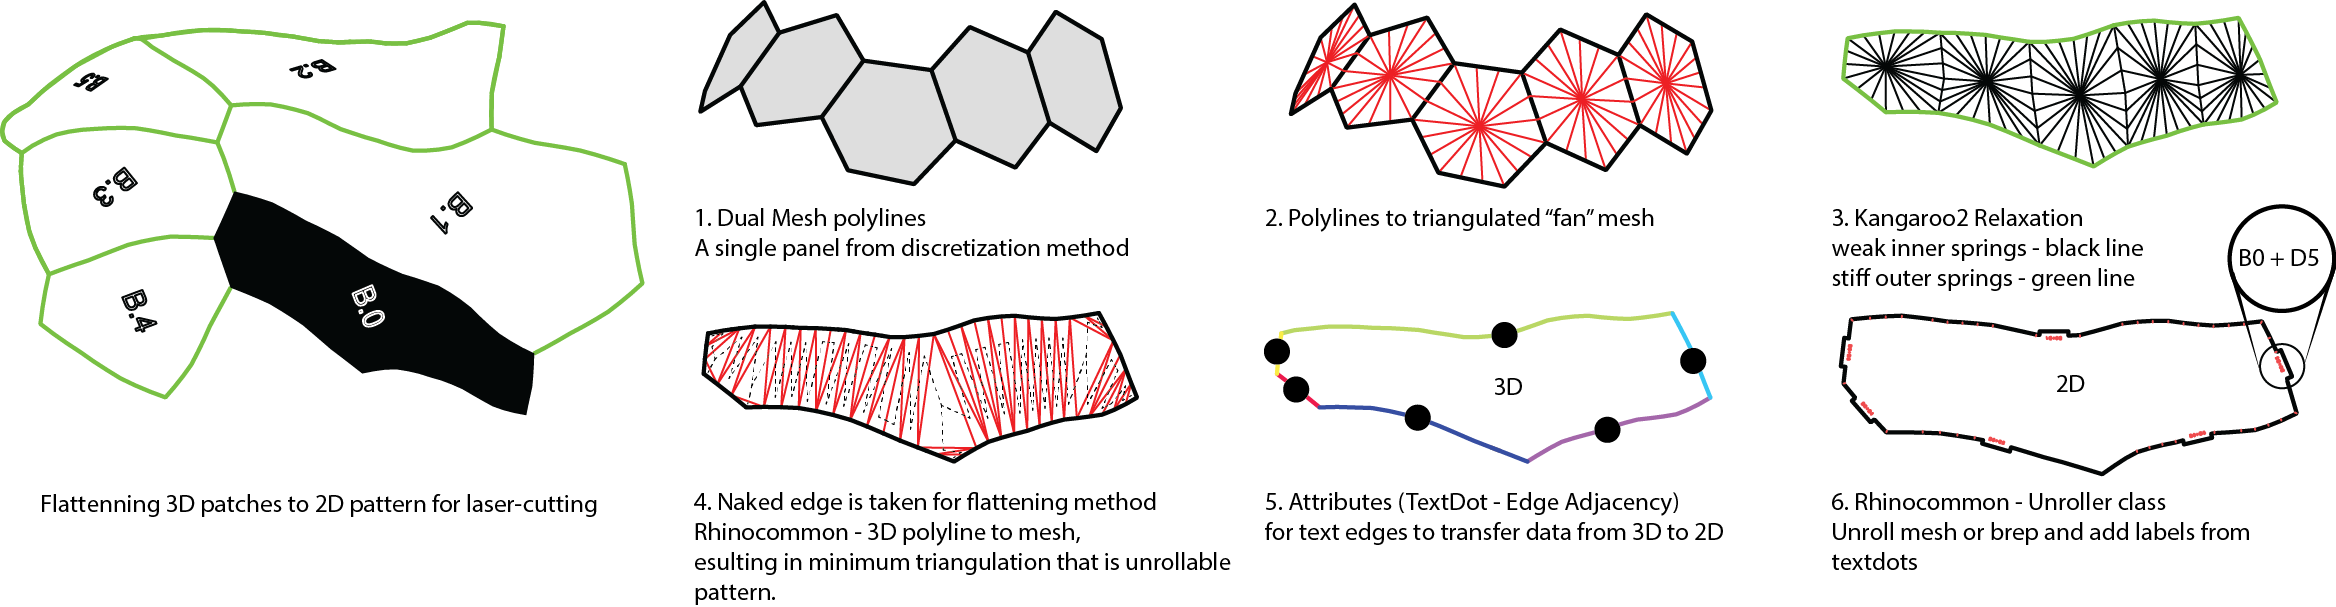 B:5
B:2
B:3
B:1
B:4
B:0
Flattenning 3D patches to 2D pattern for laser-cutting
1. Dual Mesh polylines
A single panel from discretization method
2. Polylines to triangulated “fan” mesh
3. Kangaroo2 Relaxation
weak inner springs - black line
stiff outer springs - green line
B0 + D5
4. Naked edge is taken for flattening method
Rhinocommon - 3D polyline to mesh,
esulting in minimum triangulation that is unrollable
pattern.
3D
5. Attributes (TextDot - Edge Adjacency)
for text edges to transfer data from 3D to 2D
2D
6. Rhinocommon - Unroller class
Unroll mesh or brep and add labels from
textdots